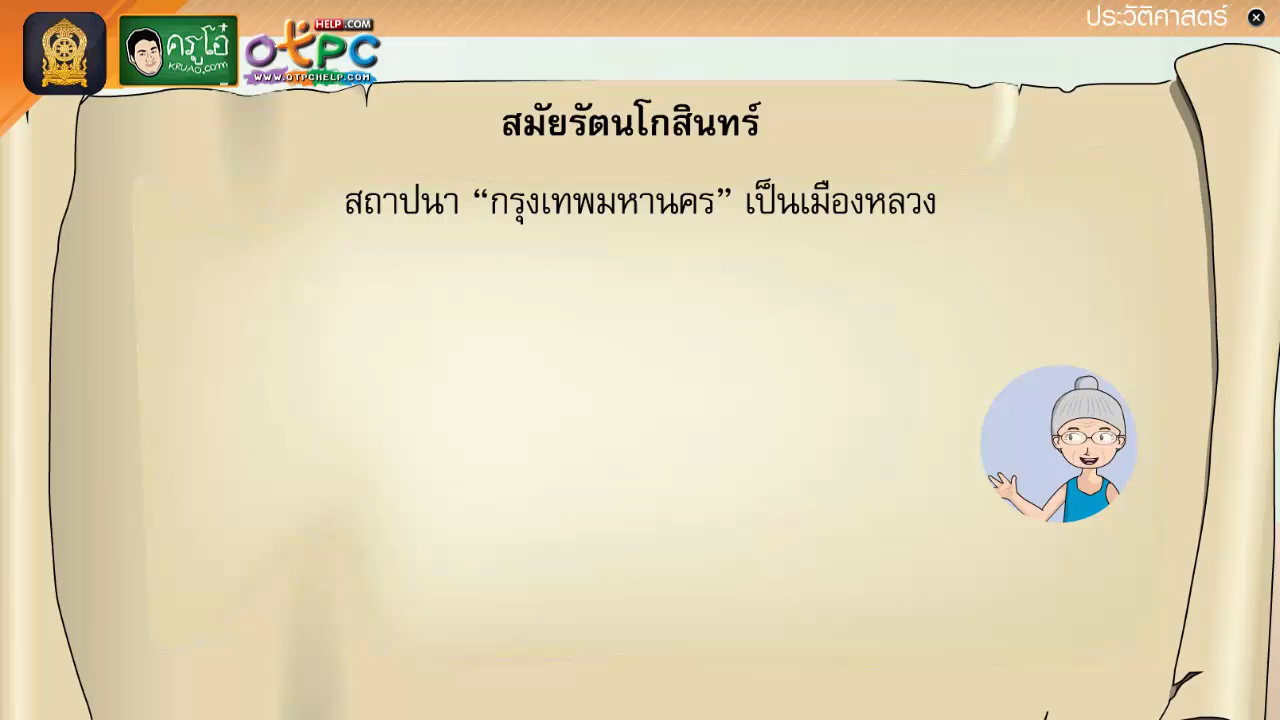 ประวัติศาสตร์
ครูโอ๋
KRUAO.COM
HELP.COM
OTPC
WWW.OTPCHELP.COM
สมัยรัตนโกสินทร์
สถาปนา “กรุงเทพมหานคร” เป็นเมืองหลวง